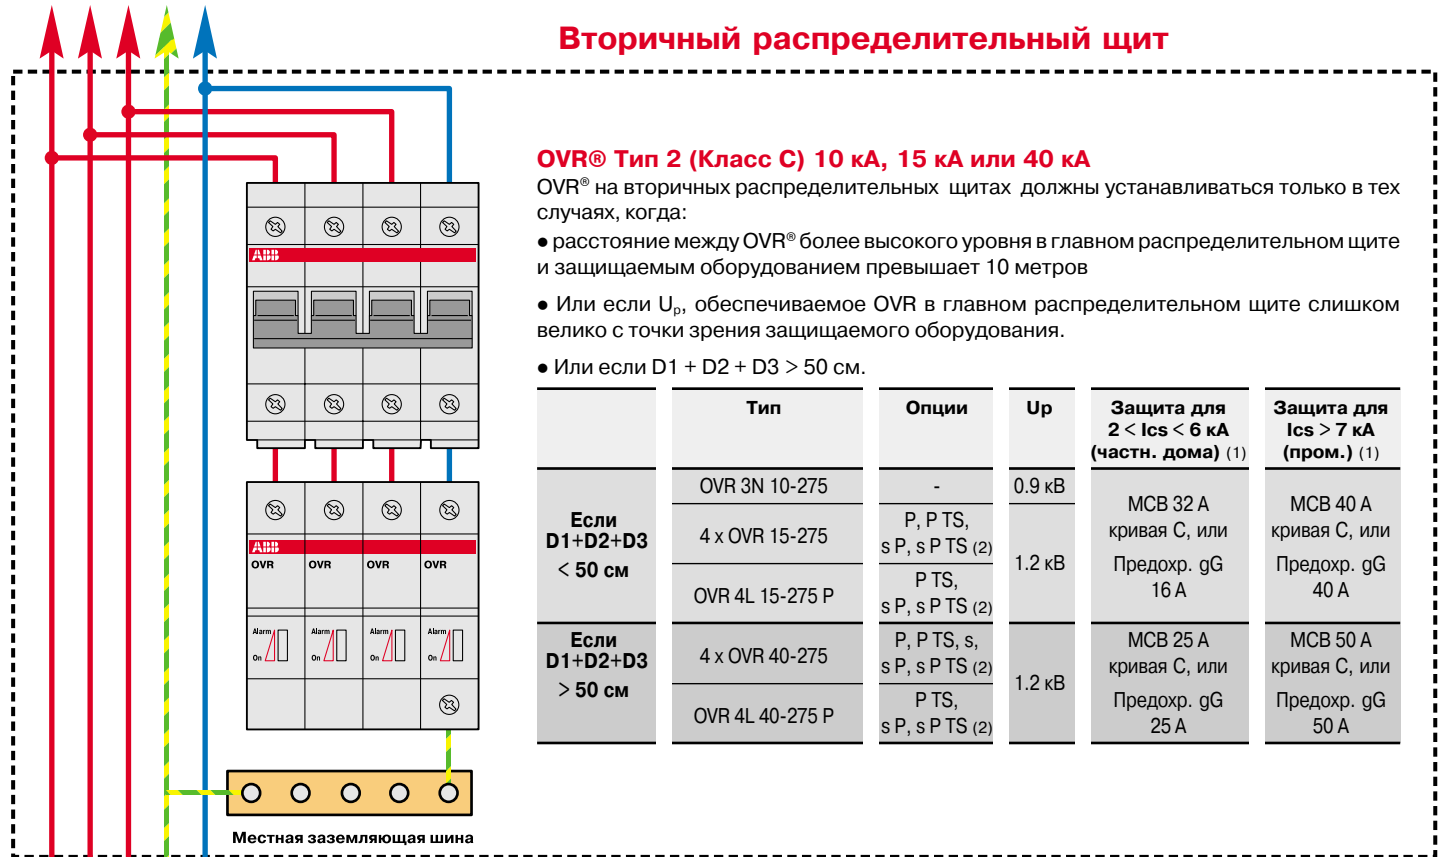 Вторичный распределительный щит
OVR® Тип 2 (Класс С) 10 кА, 15 кА или 40 кА
OVR® на вторичных распределительных щитах должны устанавливаться только в тех
случаях, когда:
● расстояние между OVR® более высокого уровня в главном распределительном щите
и защищаемым оборудованием превышает 10 метров
● Или если Up, обеспечиваемое OVR в главном распределительном щите слишком
велико с точки зрения защищаемого оборудования.
● Или если D1 + D2 + D3 > 50 см.
Тип
Опции
Up
Защита для
2 < Ics < 6 кА
(частн. дома) (1)
Защита для
Ics > 7 кА
(пром.) (1)
Если
D1+D2+D3
< 50 см
OVR 3N 10-275
-
0.9 кВ
4 x OVR 15-275
P, P TS,
s P, s P TS (2)
OVR 4L 15-275 P
P TS,
s P, s P TS (2)
1.2 кВ
МСВ 32 А
кривая С, или
Предохр. gG
16 А
МСВ 40 А
кривая С, или
Предохр. gG
40 А
Если
D1+D2+D3
> 50 см
4 x OVR 40-275
P, P TS, s,
s P, s P TS (2)
OVR 4L 40-275 P
P TS,
s P, s P TS (2)
1.2 кВ
МСВ 25 А
кривая С, или
Предохр. gG
25 А
МСВ 50 А
кривая С, или
Предохр. gG
50 А
ABB
ABB
OVR OVR OVR OVR
Alarm Alarm Alarm Alarm
On On On On
Местная заземляющая шина